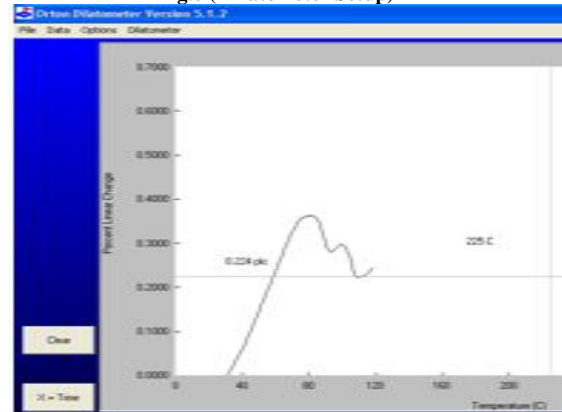 Orton Dilatometer Version 5.1.2
File Data Options Dilatometer
0.7000
0.6000
0.5000
0.4000
0.3000
0.2000
0.1000
0.0000
Percent Linear Change
0.224 plc
225 C
0 40 80 120 160 200
Temperature (C)
Clear
X = Time